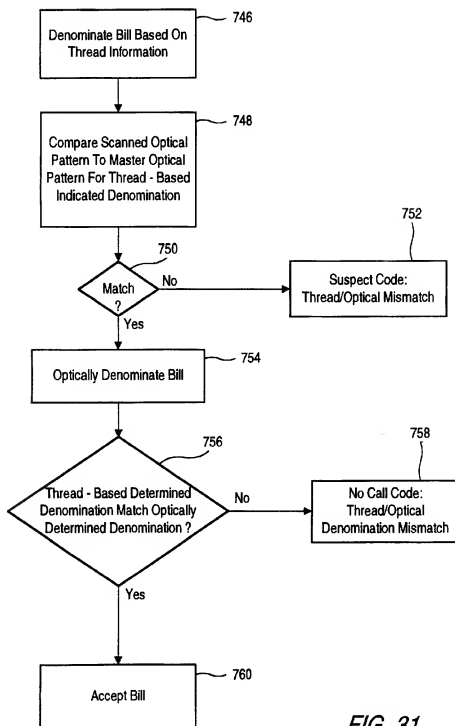 746
Denominate Bill Based On
Thread Information
748
Compare Scanned Optical
Pattern To Master Optical
Pattern For Thread - Based
Indicated Denomination
750
Match
?
No
Yes
752
Suspect Code:
Thread/Optical Mismatch
754
Optically Denominate Bill
756
Thread - Based Determined
Denomination Match Optically
Determined Denomination ?
No
Yes
758
No Call Code:
Thread/Optical
Denomination Mismatch
760
Accept Bill
FIG. 31